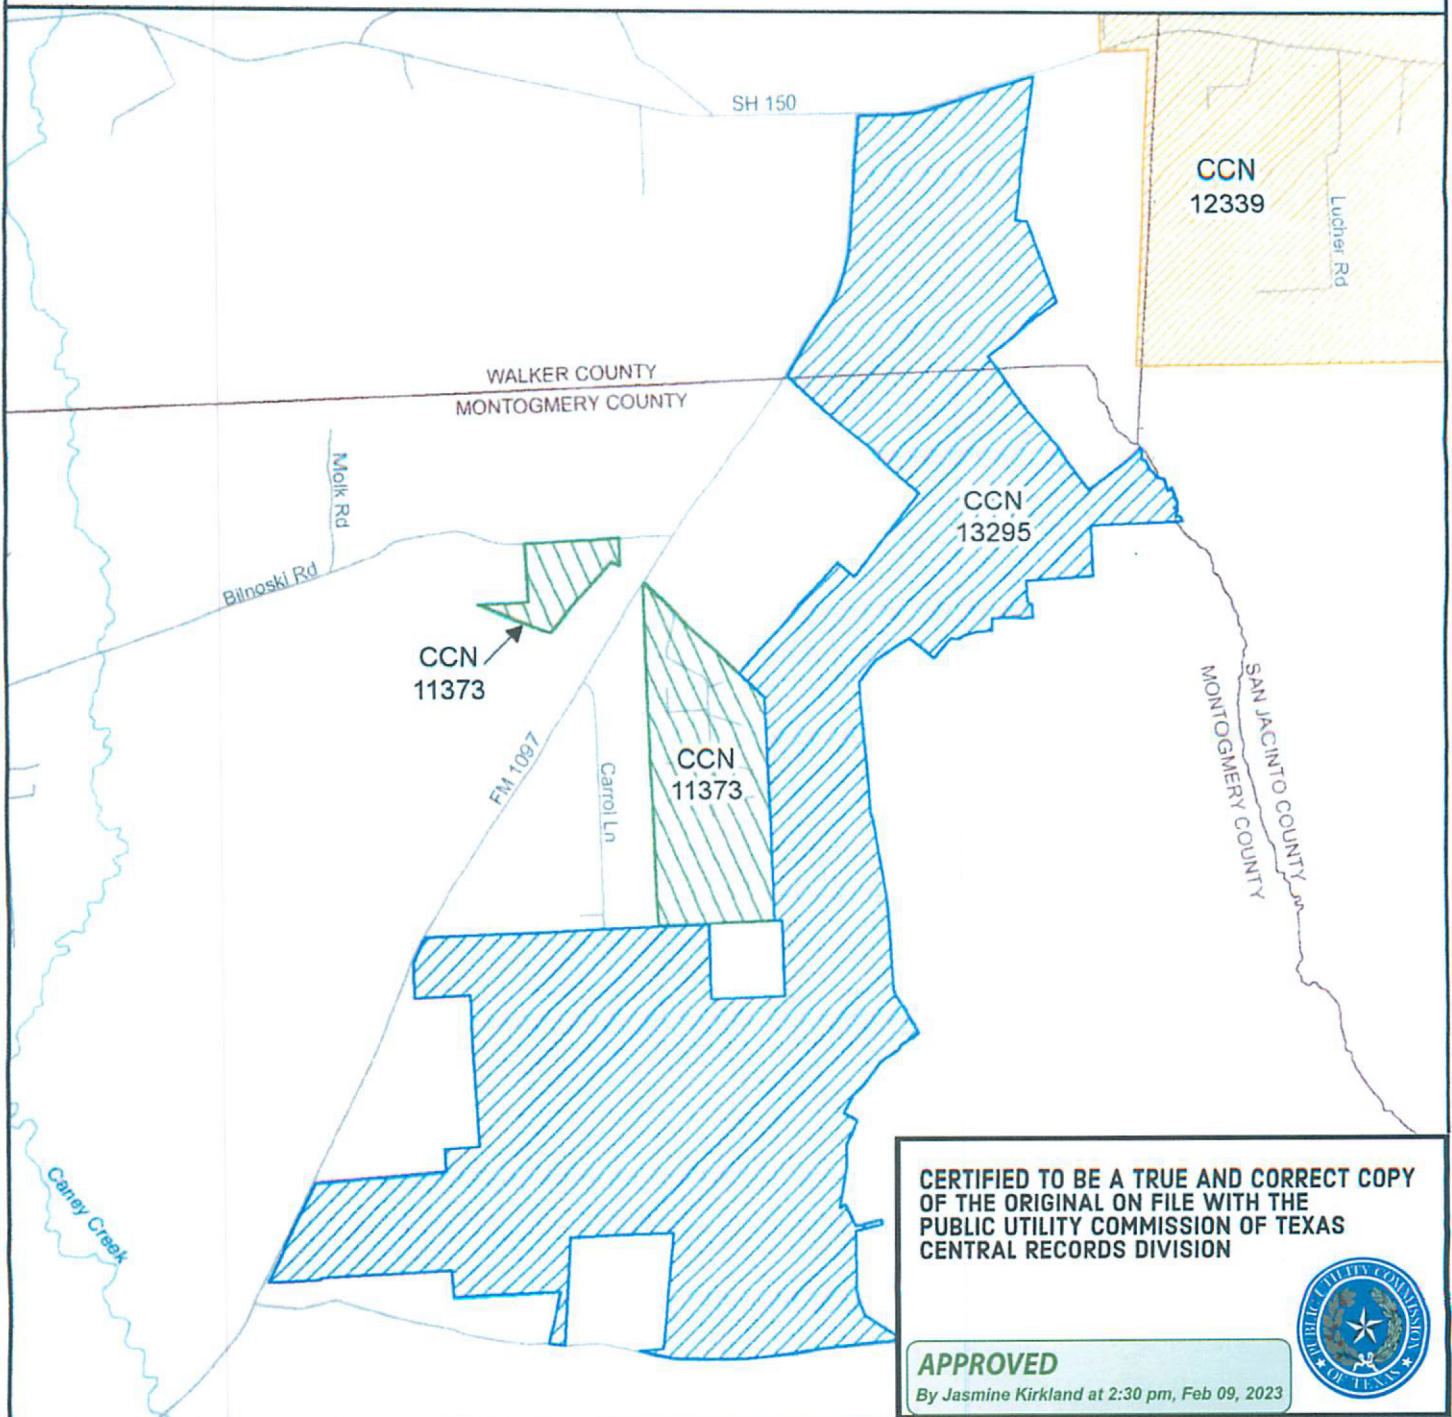 SH 150
CCN
12339
Lucher Rd
WALKER COUNTY
MONTOGMERY COUNTY
Molk Rd
CCN
13295
Bilnoski Rd
CCN
11373
SAN JACINTO COUNTY
MONTOGMERY COUNTY
FM 1097
Carrol Ln
CCN
11373
Caney Creek
CERTIFIED TO BE A TRUE AND CORRECT COPY
OF THE ORIGINAL ON FILE WITH THE
PUBLIC UTILITY COMMISSION OF TEXAS
CENTRAL RECORDS DIVISION
PUBLIC UTILITY COMMISSION
OF TEXAS
APPROVED
By Jasmine Kirkland at 2:30 pm, Feb 09, 2023